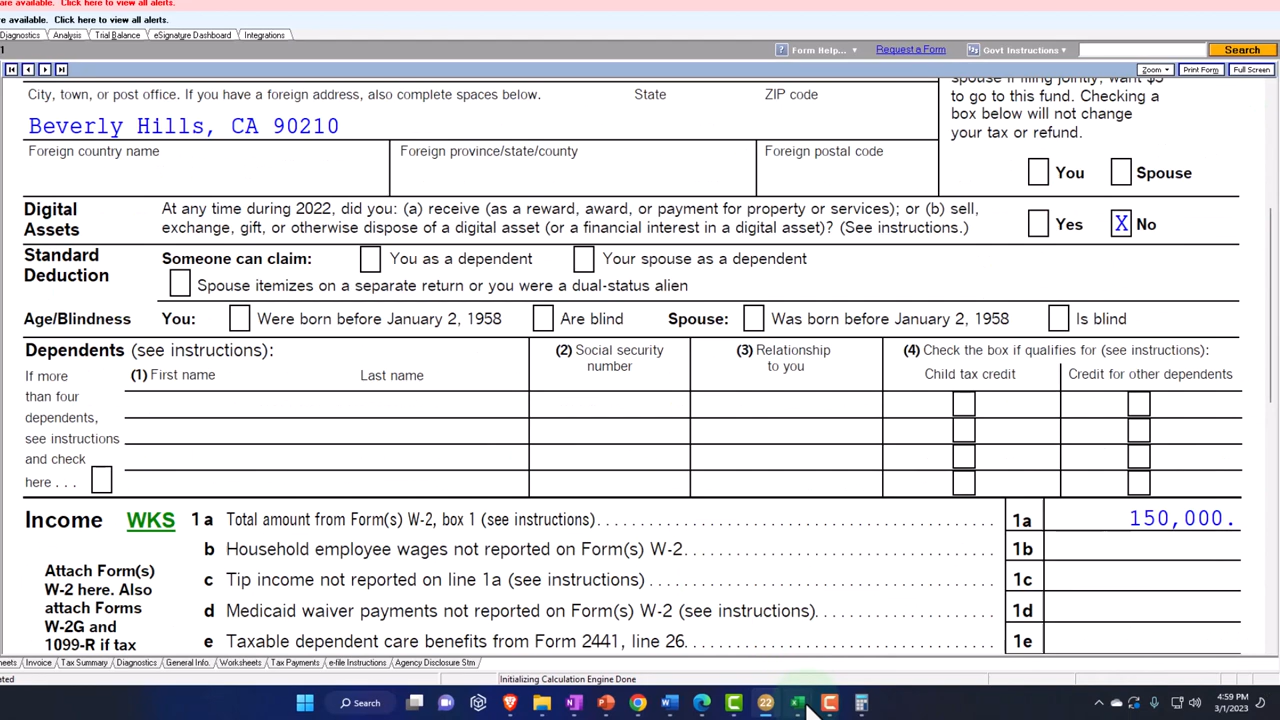 are available. Click here to view all alerts.
re available. Click here to view all alerts.
Diagnostics Analysis Trial Balance eSignature Dashboard Integrations
1 Form Help... Request a Form Govt Instructions Search
Zoom Print Form Full Screen
spouse if filing jointly, want $3
City, town, or post office. If you have a foreign address, also complete spaces below. State ZIP code to go to this fund. Checking a
box below will not change
Beverly Hills, CA 90210 your tax or refund.
Foreign country name Foreign province/state/county Foreign postal code
You Spouse
Digital Assets At any time during 2022, did you: (a) receive (as a reward, award, or payment for property or services); or (b) sell,
exchange, gift, or otherwise dispose of a digital asset (or a financial interest in a digital asset)? (See instructions.) Yes X No
Standard Deduction Someone can claim: You as a dependent Your spouse as a dependent
Spouse itemizes on a separate return or you were a dual-status alien
Age/Blindness You: Were born before January 2, 1958 Are blind Spouse: Was born before January 2, 1958 Is blind
Dependents (see instructions): (2) Social security number (3) Relationship to you (4) Check the box if qualifies for (see instructions):
(1) First name Last name Child tax credit Credit for other dependents
If more
than four
dependents,
see instructions
and check
here . . .
Income WKS 1 a Total amount from Form(s) W-2, box 1 (see instructions) 1a 150,000.
b Household employee wages not reported on Form(s) W-2 1b
c Tip income not reported on line 1a (see instructions) 1c
d Medicaid waiver payments not reported on Form(s) W-2 (see instructions) 1d
e Taxable dependent care benefits from Form 2441, line 26 1e
Attach Form(s)
W-2 here. Also
attach Forms
W-2G and
1099-R if tax
sheets Invoice Tax Summary Diagnostics General Info. Worksheets Tax Payments e-file Instructions Agency Disclosure Stm
ated Initializing Calculation Engine Done
Search 22 4:59 PM
3/1/2023